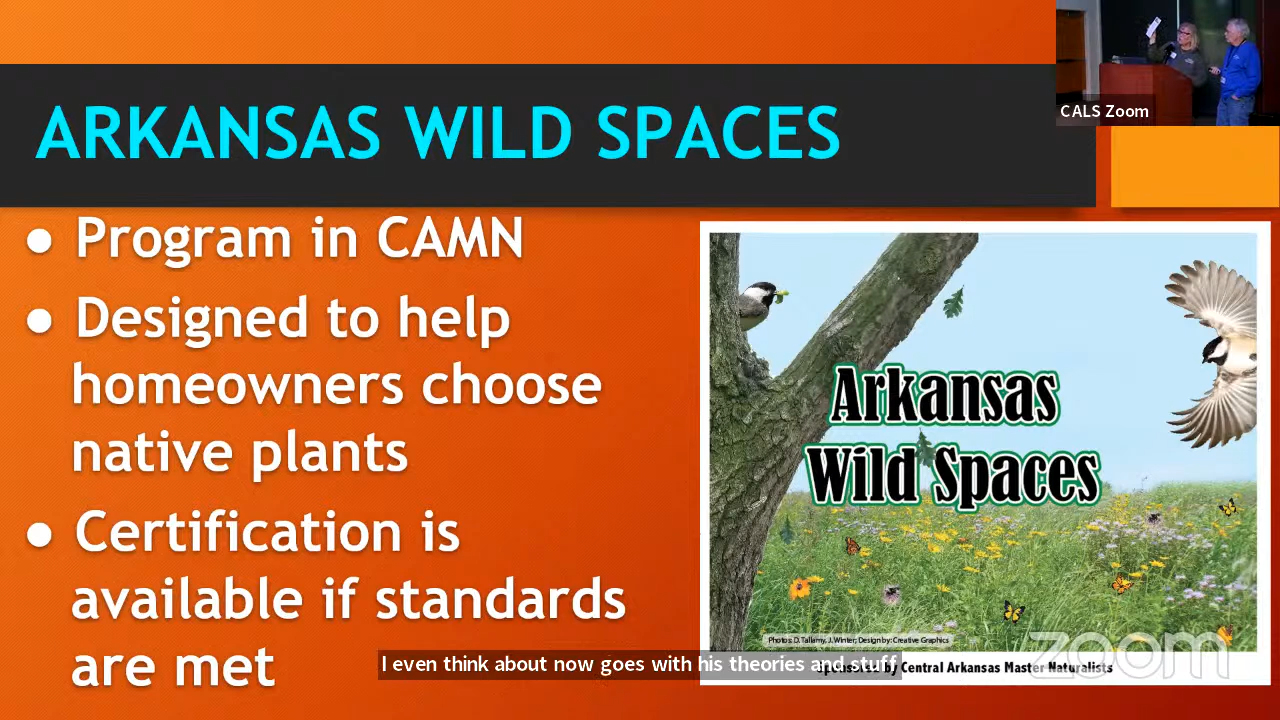 CALS Zoom
ARKANSAS WILD SPACES
● Program in CAMN
● Designed to help
homeowners choose
native plants
● Certification is
available if standards
are met
Arkansas
Wild Spaces
Photos: D. Tallamy, J. Winter; Design by: Creative Graphics
Sponsored by Central Arkansas Master Naturalists
I even think about now goes with his theories and stuff
zoom